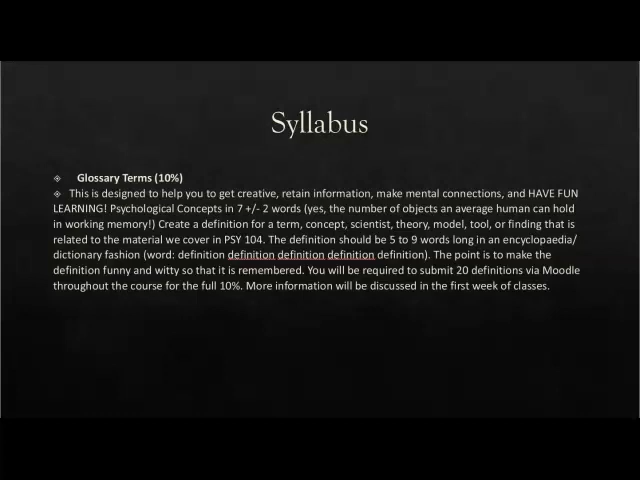 Syllabus
Glossary Terms (10%)
This is designed to help you to get creative, retain information, make mental connections, and HAVE FUN
LEARNING! Psychological Concepts in 7 +/- 2 words (yes, the number of objects an average human can hold
in working memory!) Create a definition for a term, concept, scientist, theory, model, tool, or finding that is
related to the material we cover in PSY 104. The definition should be 5 to 9 words long in an encyclopaedia/
dictionary fashion (word: definition definition definition definition definition). The point is to make the
definition funny and witty so that it is remembered. You will be required to submit 20 definitions via Moodle
throughout the course for the full 10%. More information will be discussed in the first week of classes.